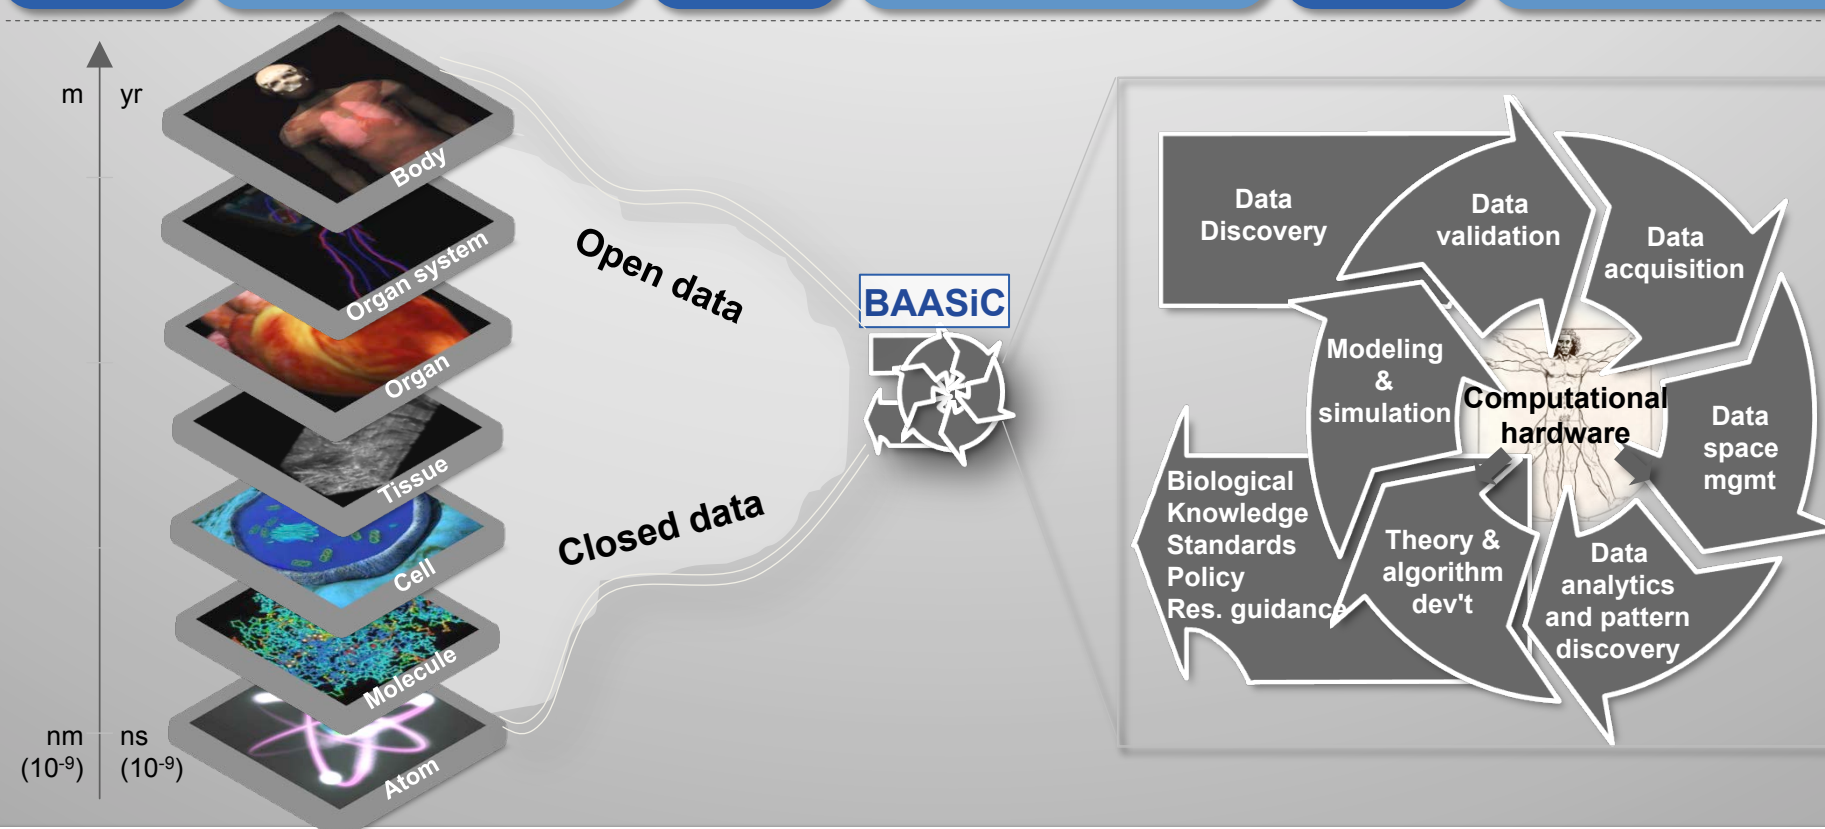 m
yr
Body
Organ system
Organ
Tissue
Cell
Molecule
Atom
nm
(10⁻⁹)
ns
(10⁻⁹)
Open data
Closed data
BAASiC
Data
Discovery
Data
validation
Data
acquisition
Data
space
mgmt
Data
analytics
and pattern
discovery
Theory &
algorithm
dev't
Modeling
&
simulation
Computational
hardware
Biological
Knowledge
Standards
Policy
Res. guidance